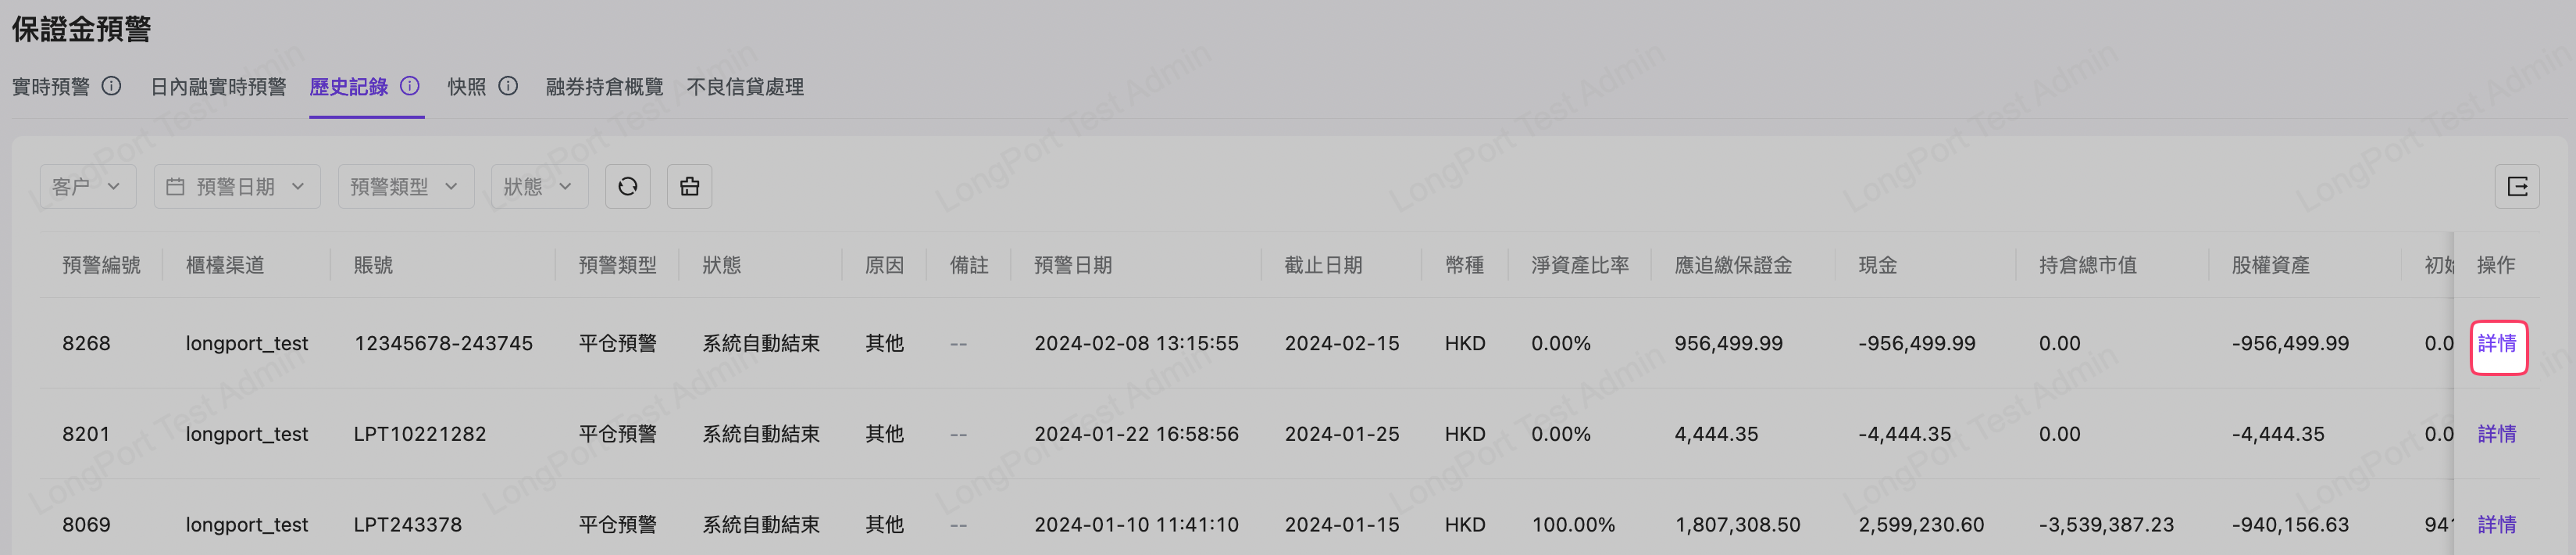 保證金預警
實時預警 日內融實時預警 歷史記錄 快照 融券持倉概覽 不良信貸處理
客户 預警日期 預警類型 狀態
預警編號 櫃檯渠道 賬號 預警類型 狀態 原因 備註 預警日期 截止日期 幣種 淨資產比率 應追繳保證金 現金 持倉總市值 股權資產 初始 操作
8268 longport_test 12345678-243745 平仓預警 系統自動結束 其他 -- 2024-02-08 13:15:55 2024-02-15 HKD 0.00% 956,499.99 -956,499.99 0.00 -956,499.99 0.0 詳情
8201 longport_test LPT10221282 平仓預警 系統自動結束 其他 -- 2024-01-22 16:58:56 2024-01-25 HKD 0.00% 4,444.35 -4,444.35 0.00 -4,444.35 0.0 詳情
8069 longport_test LPT243378 平仓預警 系統自動結束 其他 -- 2024-01-10 11:41:10 2024-01-15 HKD 100.00% 1,807,308.50 2,599,230.60 -3,539,387.23 -940,156.63 941 詳情
LongPort Test Admin